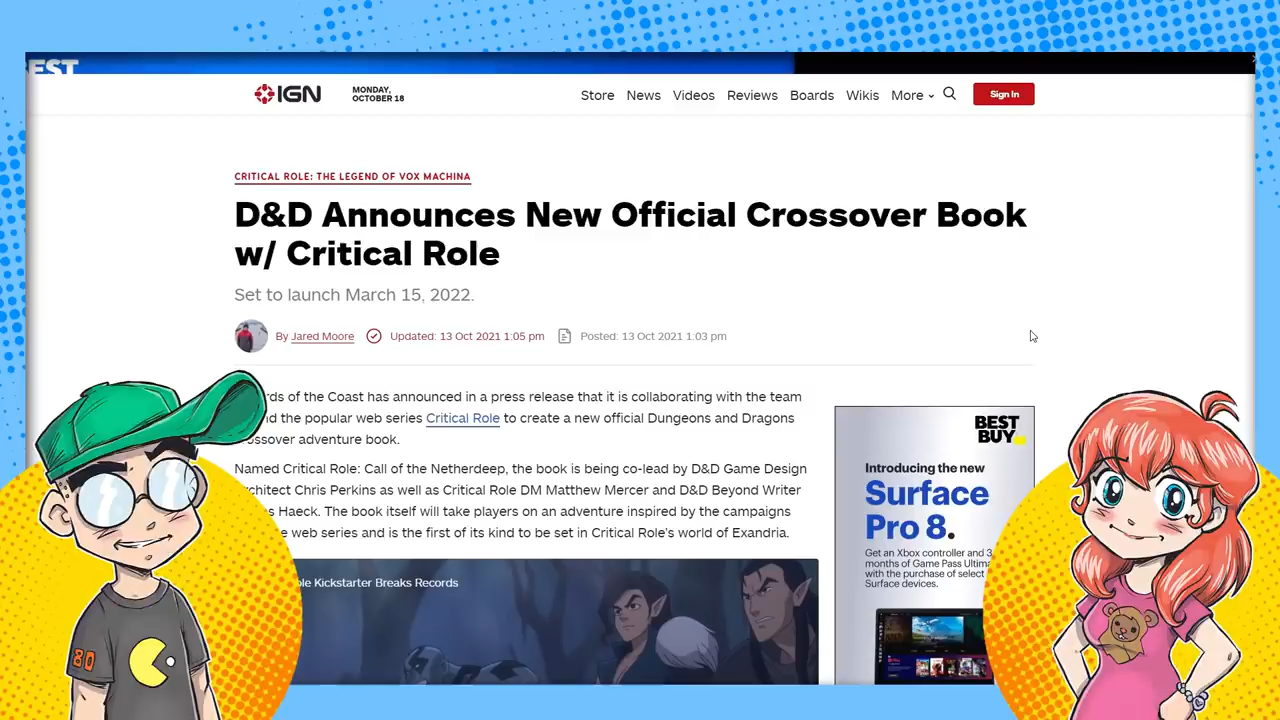 EST
IGN
MONDAY,
OCTOBER 18
Store News Videos Reviews Boards Wikis More
Sign In
CRITICAL ROLE: THE LEGEND OF VOX MACHINA
D&D Announces New Official Crossover Book
w/ Critical Role
Set to launch March 15, 2022.
By Jared Moore Updated: 13 Oct 2021 1:05 pm Posted: 13 Oct 2021 1:03 pm
rds of the Coast has announced in a press release that it is collaborating with the team
nd the popular web series Critical Role to create a new official Dungeons and Dragons
ossover adventure book.
Named Critical Role: Call of the Netherdeep, the book is being co-lead by D&D Game Design
rchitect Chris Perkins as well as Critical Role DM Matthew Mercer and D&D Beyond Writer
s Haeck. The book itself will take players on an adventure inspired by the campaigns
e web series and is the first of its kind to be set in Critical Role's world of Exandria.
ole Kickstarter Breaks Records
BEST
BUY
Introducing the new
Surface
Pro 8.
Get an Xbox controller and 3
months of Game Pass Ultima
with the purchase of select
Surface devices.
80